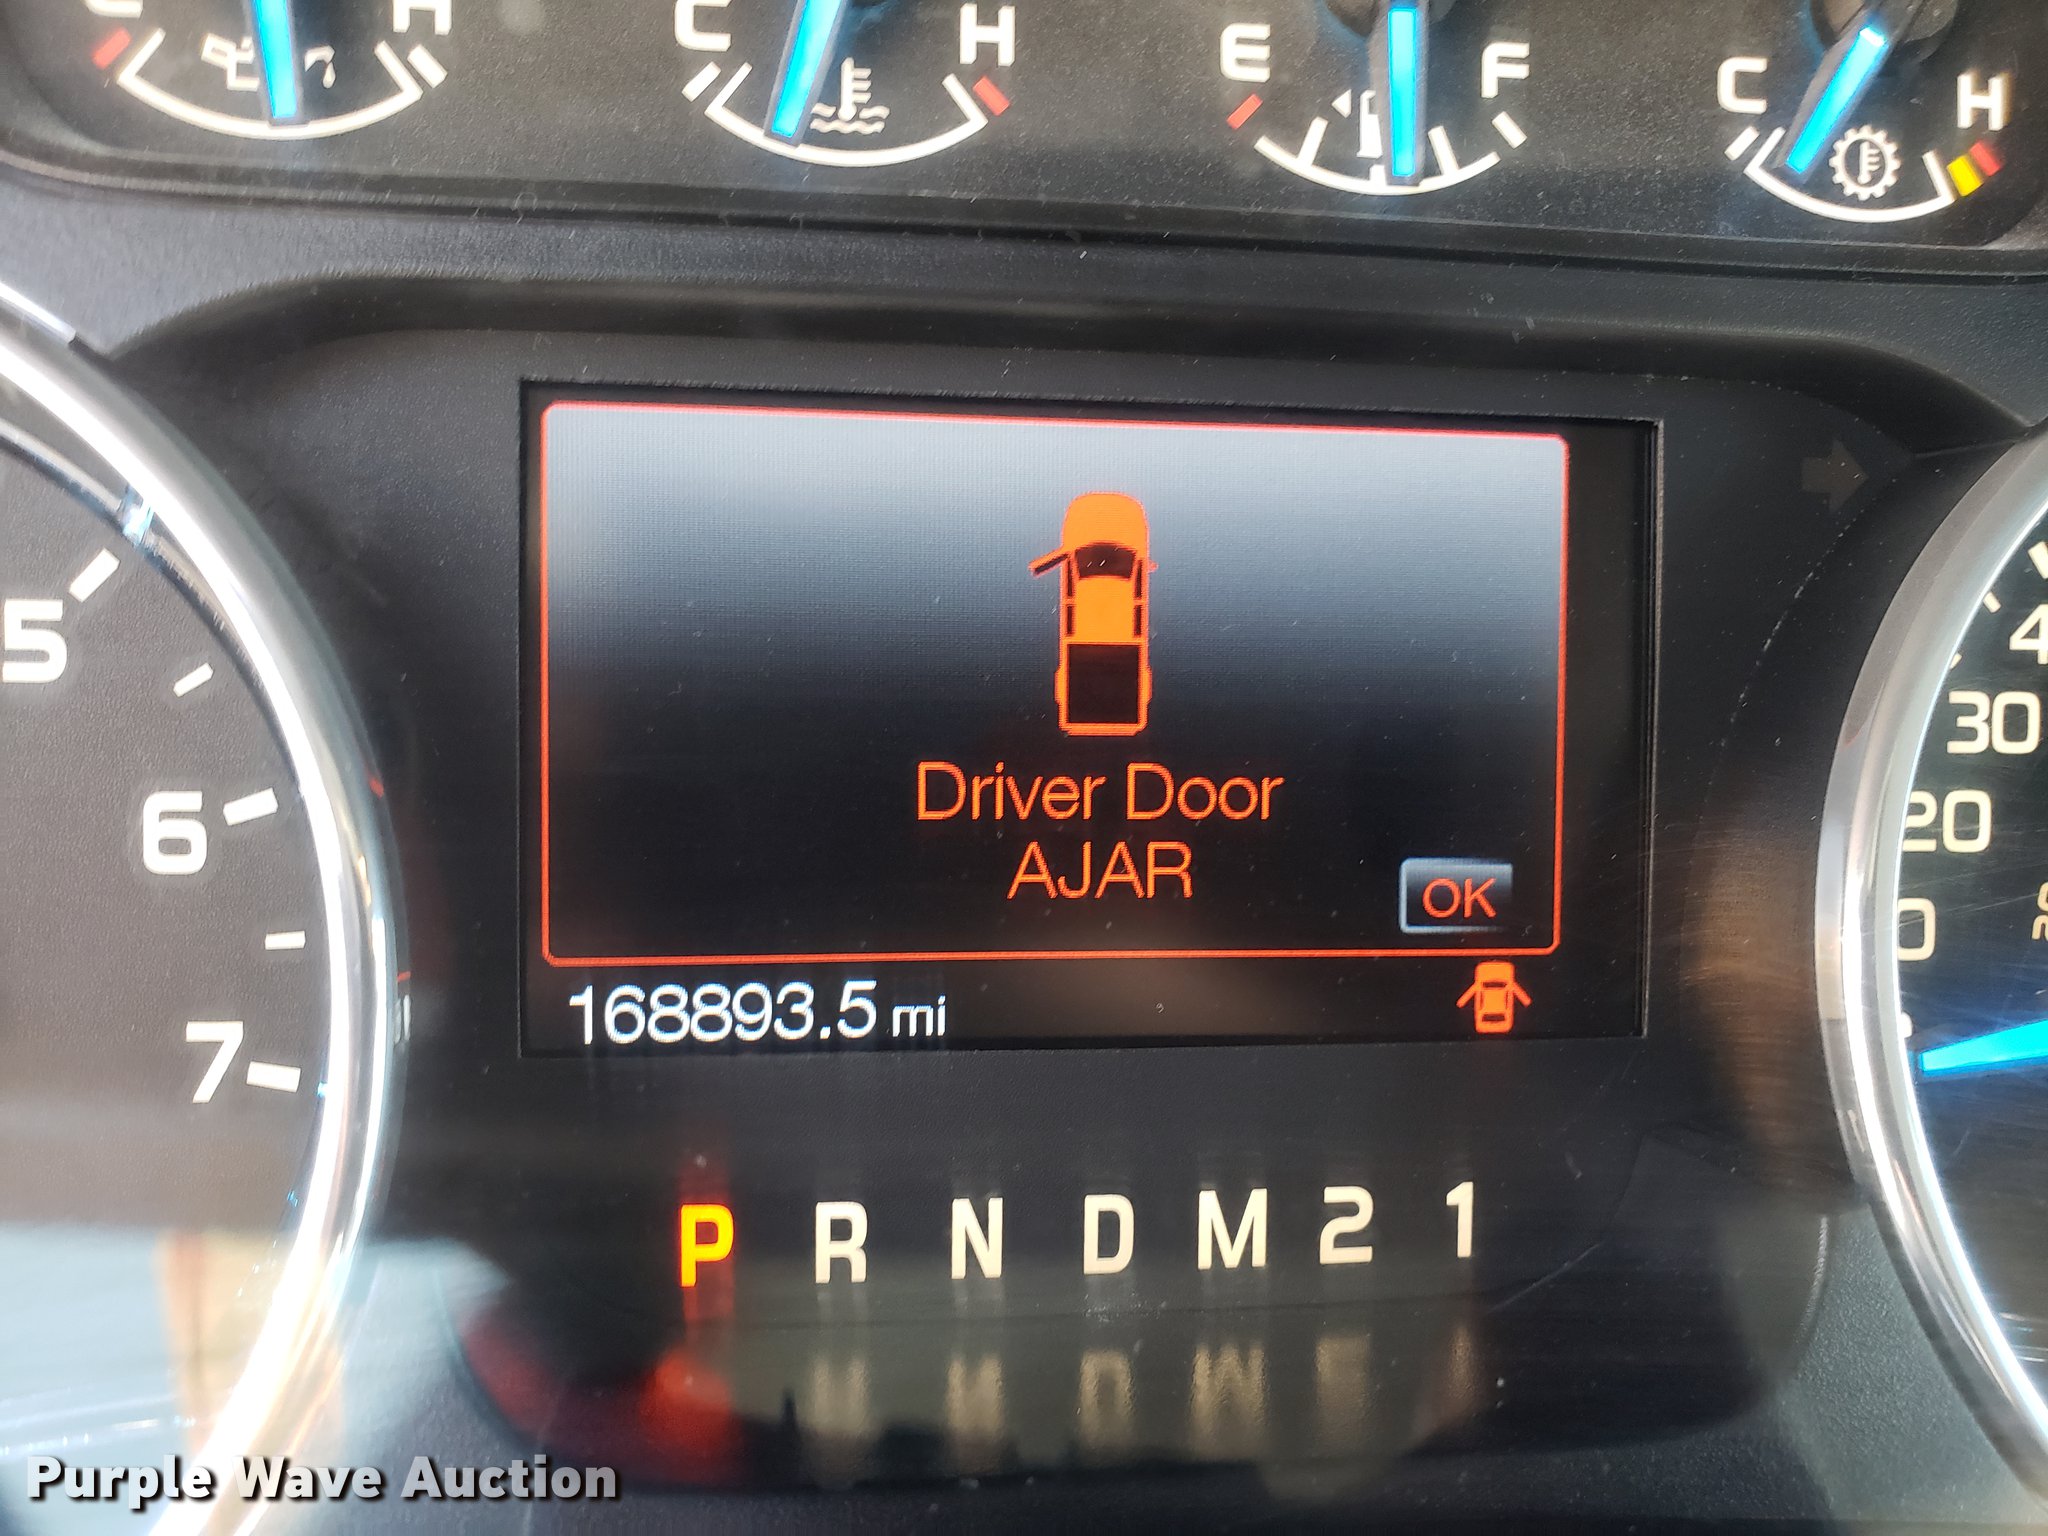 C H C H E F C H
Driver Door
AJAR
OK
168893.5 mi
5
6
7
30
20
P R N D M 2 1
Purple Wave Auction